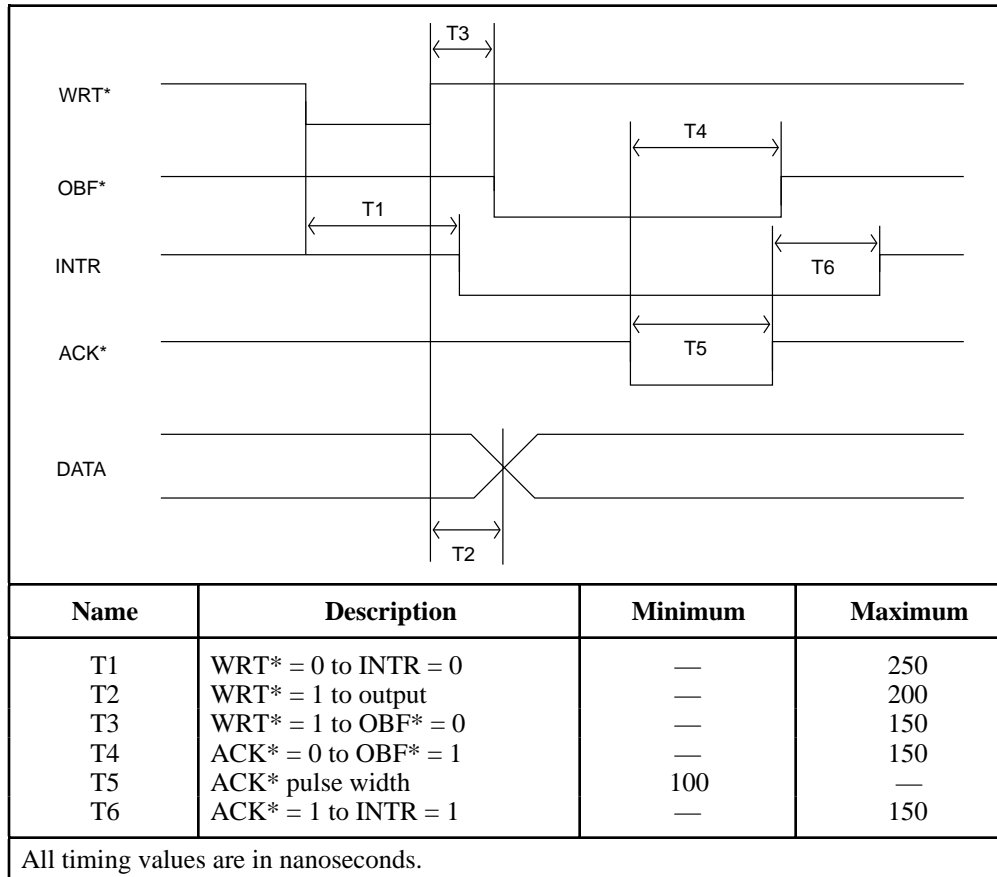 T3
WRT*
T4
OBF*
T1
INTR
T6
ACK*
T5
DATA
T2
Name Description Minimum Maximum
T1 WRT* = 0 to INTR = 0 — 250
T2 WRT* = 1 to output — 200
T3 WRT* = 1 to OBF* = 0 — 150
T4 ACK* = 0 to OBF* = 1 — 150
T5 ACK* pulse width 100 —
T6 ACK* = 1 to INTR = 1 — 150
All timing values are in nanoseconds.